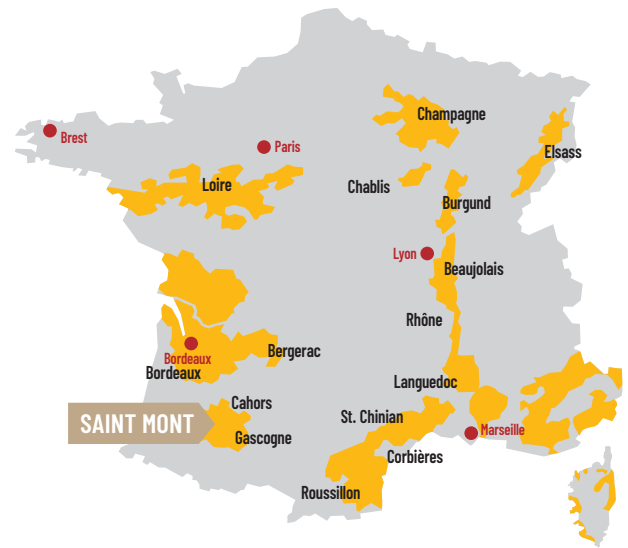 Champagne
Brest
Paris
Elsass
Loire
Chablis
Burgund
Lyon
Beaujolais
Rhône
Bordeaux
Bergerac
Bordeaux
Languedoc
Cahors
St. Chinian
SAINT MONT
Marseille
Gascogne
Corbières
Roussillon